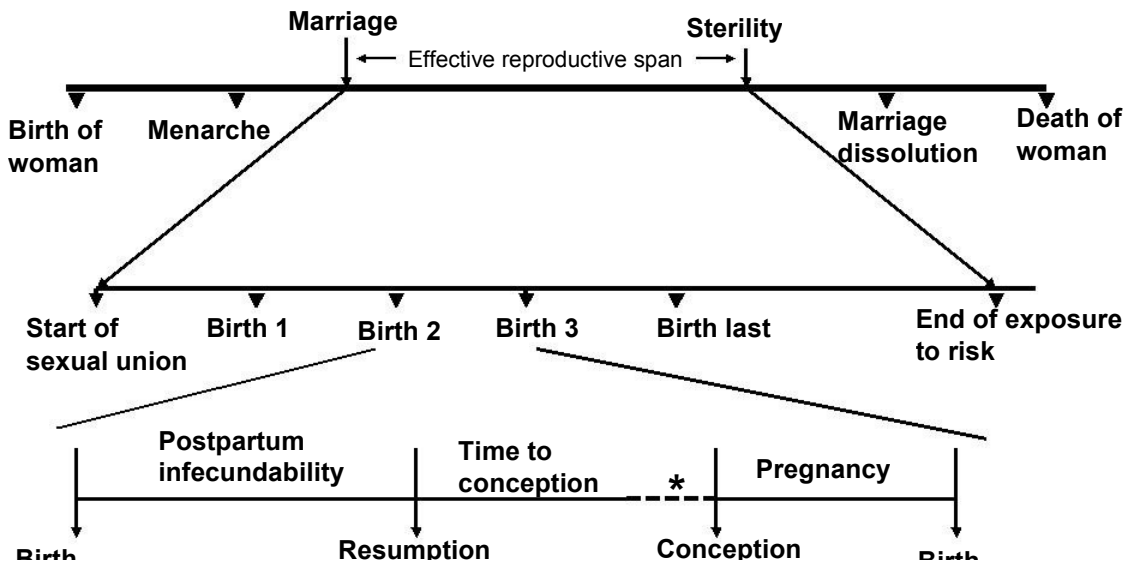 Marriage
Sterility
Effective reproductive span
Birth of
woman
Menarche
Marriage
dissolution
Death of
woman
Start of
sexual union
Birth 1
Birth 2
Birth 3
Birth last
End of exposure
to risk
Postpartum
infecundability
Time to
conception
*
Pregnancy
Birth
Resumption
Conception
Birth